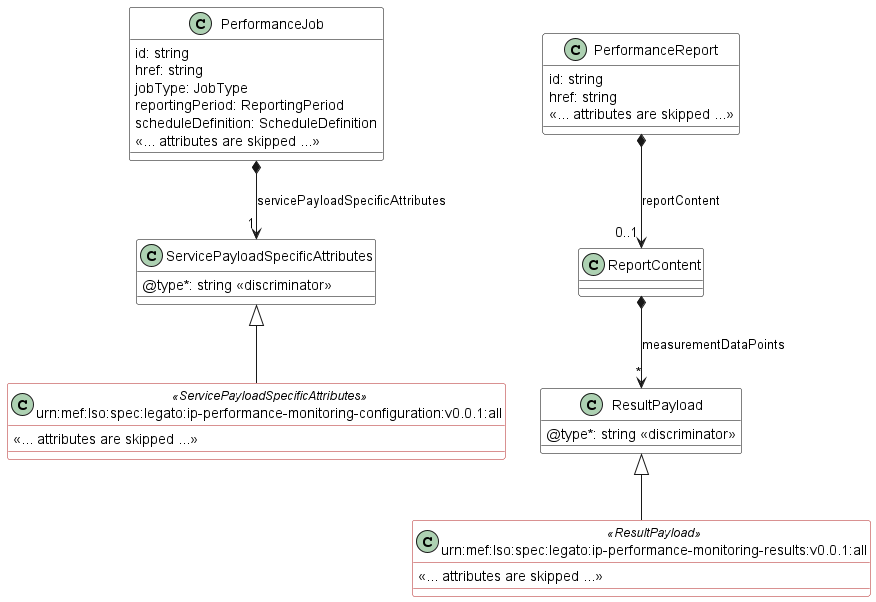 C PerformanceJob
id: string
href: string
jobType: JobType
reportingPeriod: ReportingPeriod
scheduleDefinition: ScheduleDefinition
«... attributes are skipped ...»
servicePayloadSpecificAttributes
1
C ServicePayloadSpecificAttributes
@type*: string «discriminator»
«ServicePayloadSpecificAttributes»
C urn:mef:lso:spec:legato:ip-performance-monitoring-configuration:v0.0.1:all
«... attributes are skipped ...»
C PerformanceReport
id: string
href: string
«... attributes are skipped ...»
reportContent
0..1
C ReportContent
measurementDataPoints
*
C ResultPayload
@type*: string «discriminator»
«ResultPayload»
C urn:mef:lso:spec:legato:ip-performance-monitoring-results:v0.0.1:all
«... attributes are skipped ...»